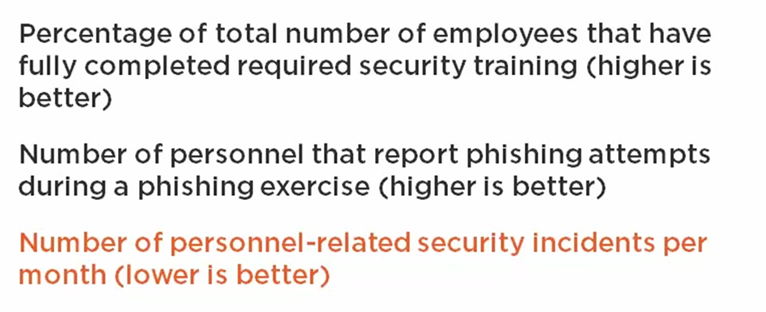 Percentage of total number of employees that have
fully completed required security training (higher is
better)
Number of personnel that report phishing attempts
during a phishing exercise (higher is better)
Number of personnel-related security incidents per
month (lower is better)